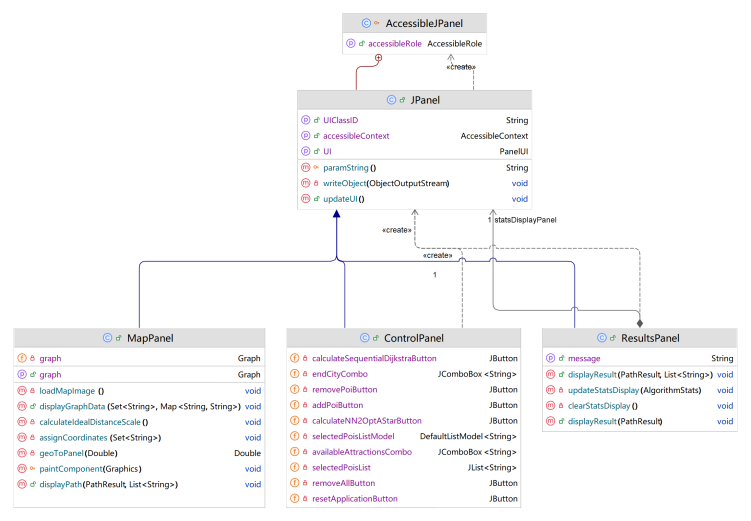 AccessibleJPanel
accessibleRole AccessibleRole
«create»
JPanel
UIClassID String
accessibleContext AccessibleContext
UI PanelUI
paramString () String
writeObject(ObjectOutputStream) void
updateUI() void
1 statsDisplayPanel
«create»
«create»
1
MapPanel
graph Graph
graph Graph
loadMapImage () void
displayGraphData (Set<String>, Map <String, String>) void
calculateIdealDistanceScale() void
assignCoordinates (Set<String>) void
geoToPanel(Double) Double
paintComponent(Graphics) void
displayPath(PathResult, List<String>) void
ControlPanel
calculateSequentialDijkstraButton JButton
endCityCombo JComboBox <String>
removePoiButton JButton
addPoiButton JButton
calculateNN2OptAStarButton JButton
selectedPoisListModel DefaultListModel <String>
availableAttractionsCombo JComboBox <String>
selectedPoisList JList<String>
removeAllButton JButton
resetApplicationButton JButton
ResultsPanel
message String
displayResult(PathResult, List<String>) void
updateStatsDisplay (AlgorithmStats) void
clearStatsDisplay() void
displayResult(PathResult) void